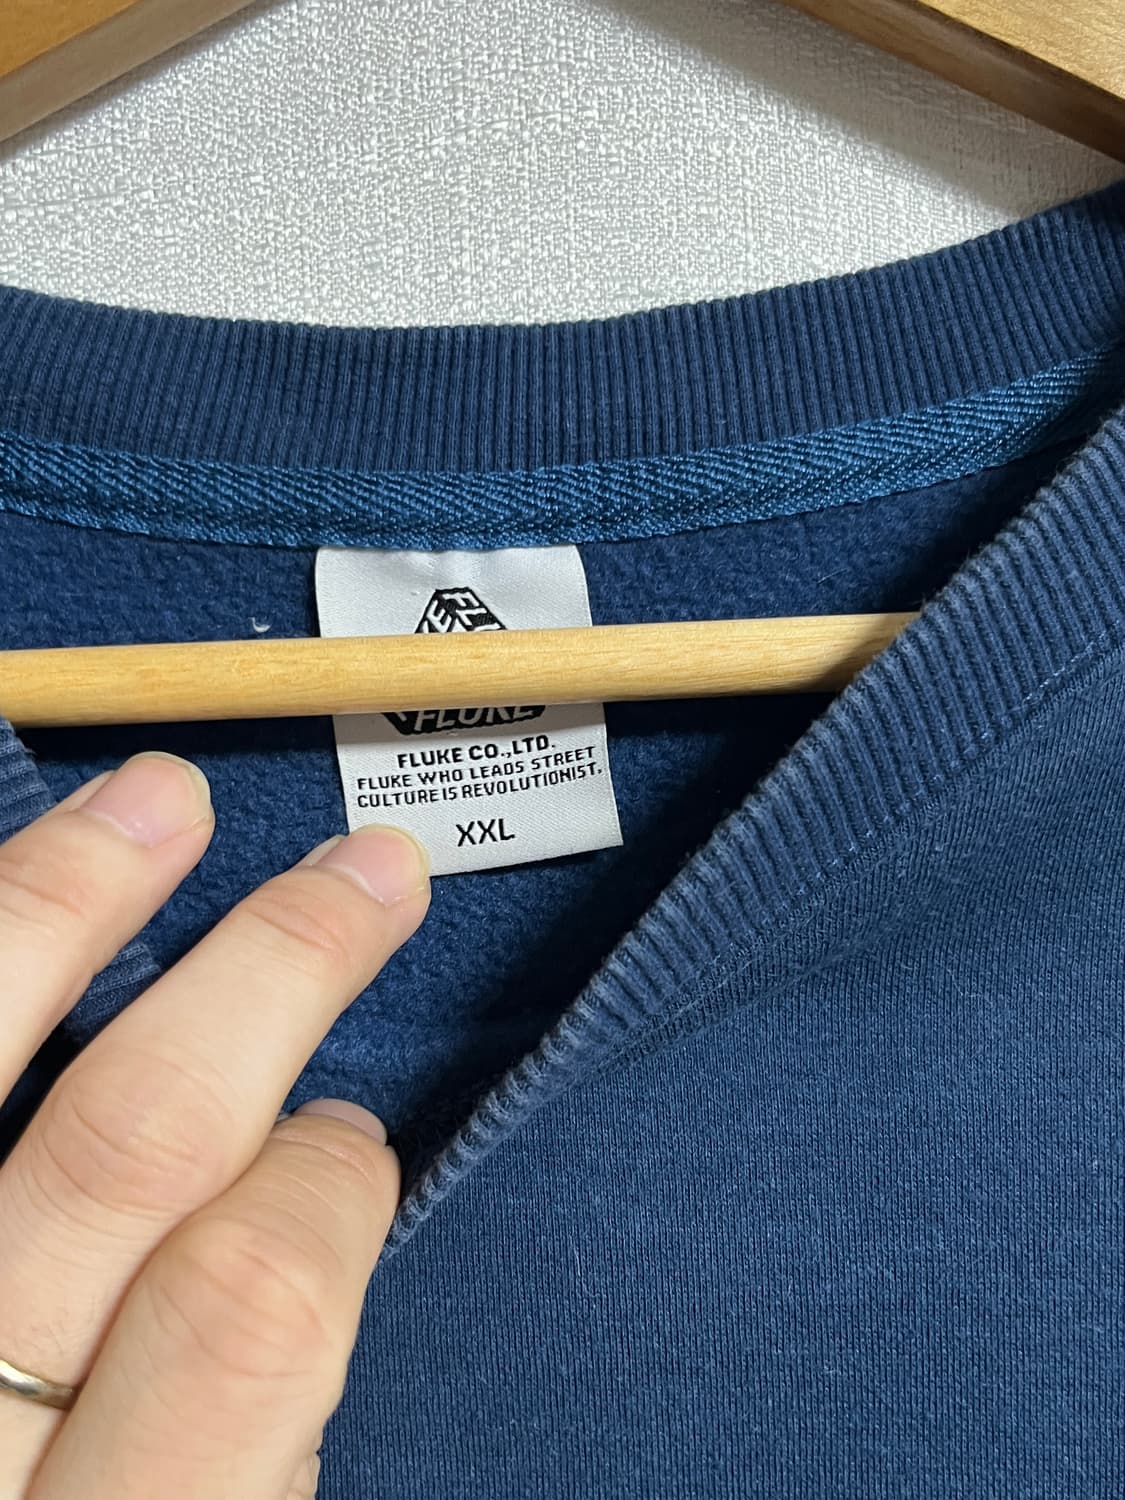 FLUKE
FLUKE CO.,LTD.
FLUKE WHO LEADS STREET
CULTURE IS REVOLUTIONIST.
XXL